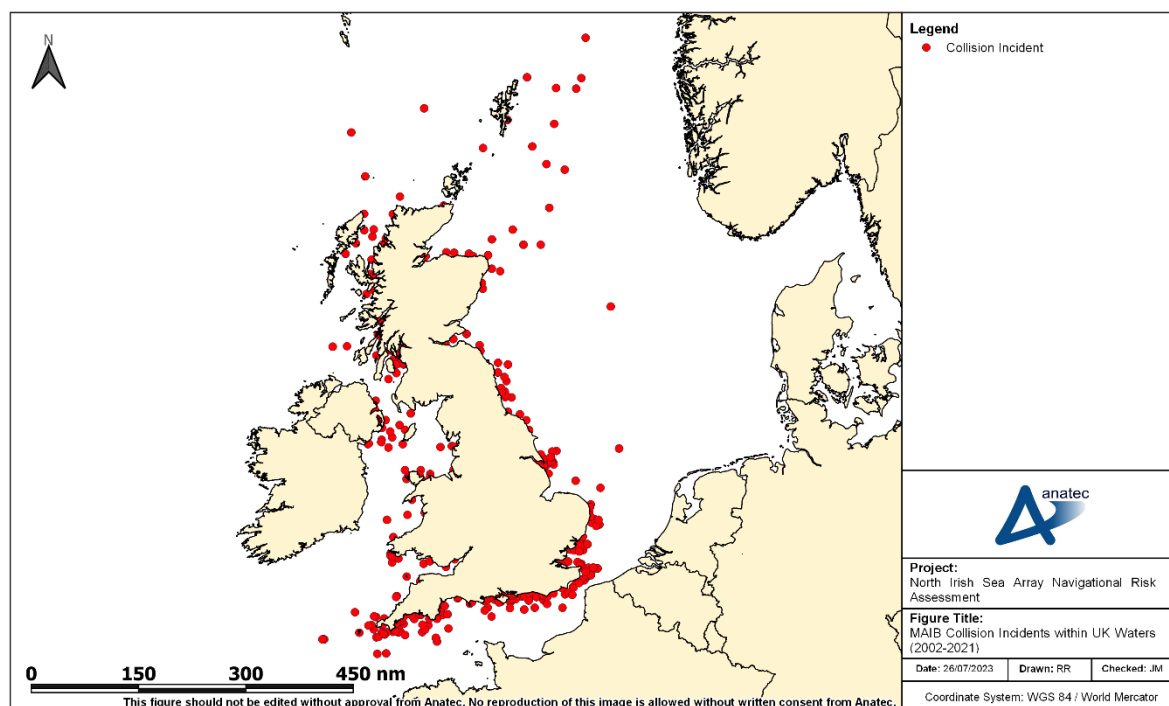 N
0 150 300 450 nm
This figure should not be edited without approval from Anatec. No reproduction of this image is allowed without written consent from Anatec.
Legend
Collision Incident
anatec
Project:
North Irish Sea Array Navigational Risk
Assessment
Figure Title:
MAIB Collision Incidents within UK Waters
(2002-2021)
Date: 26/07/2023 Drawn: RR Checked: JM
Coordinate System: WGS 84 / World Mercator